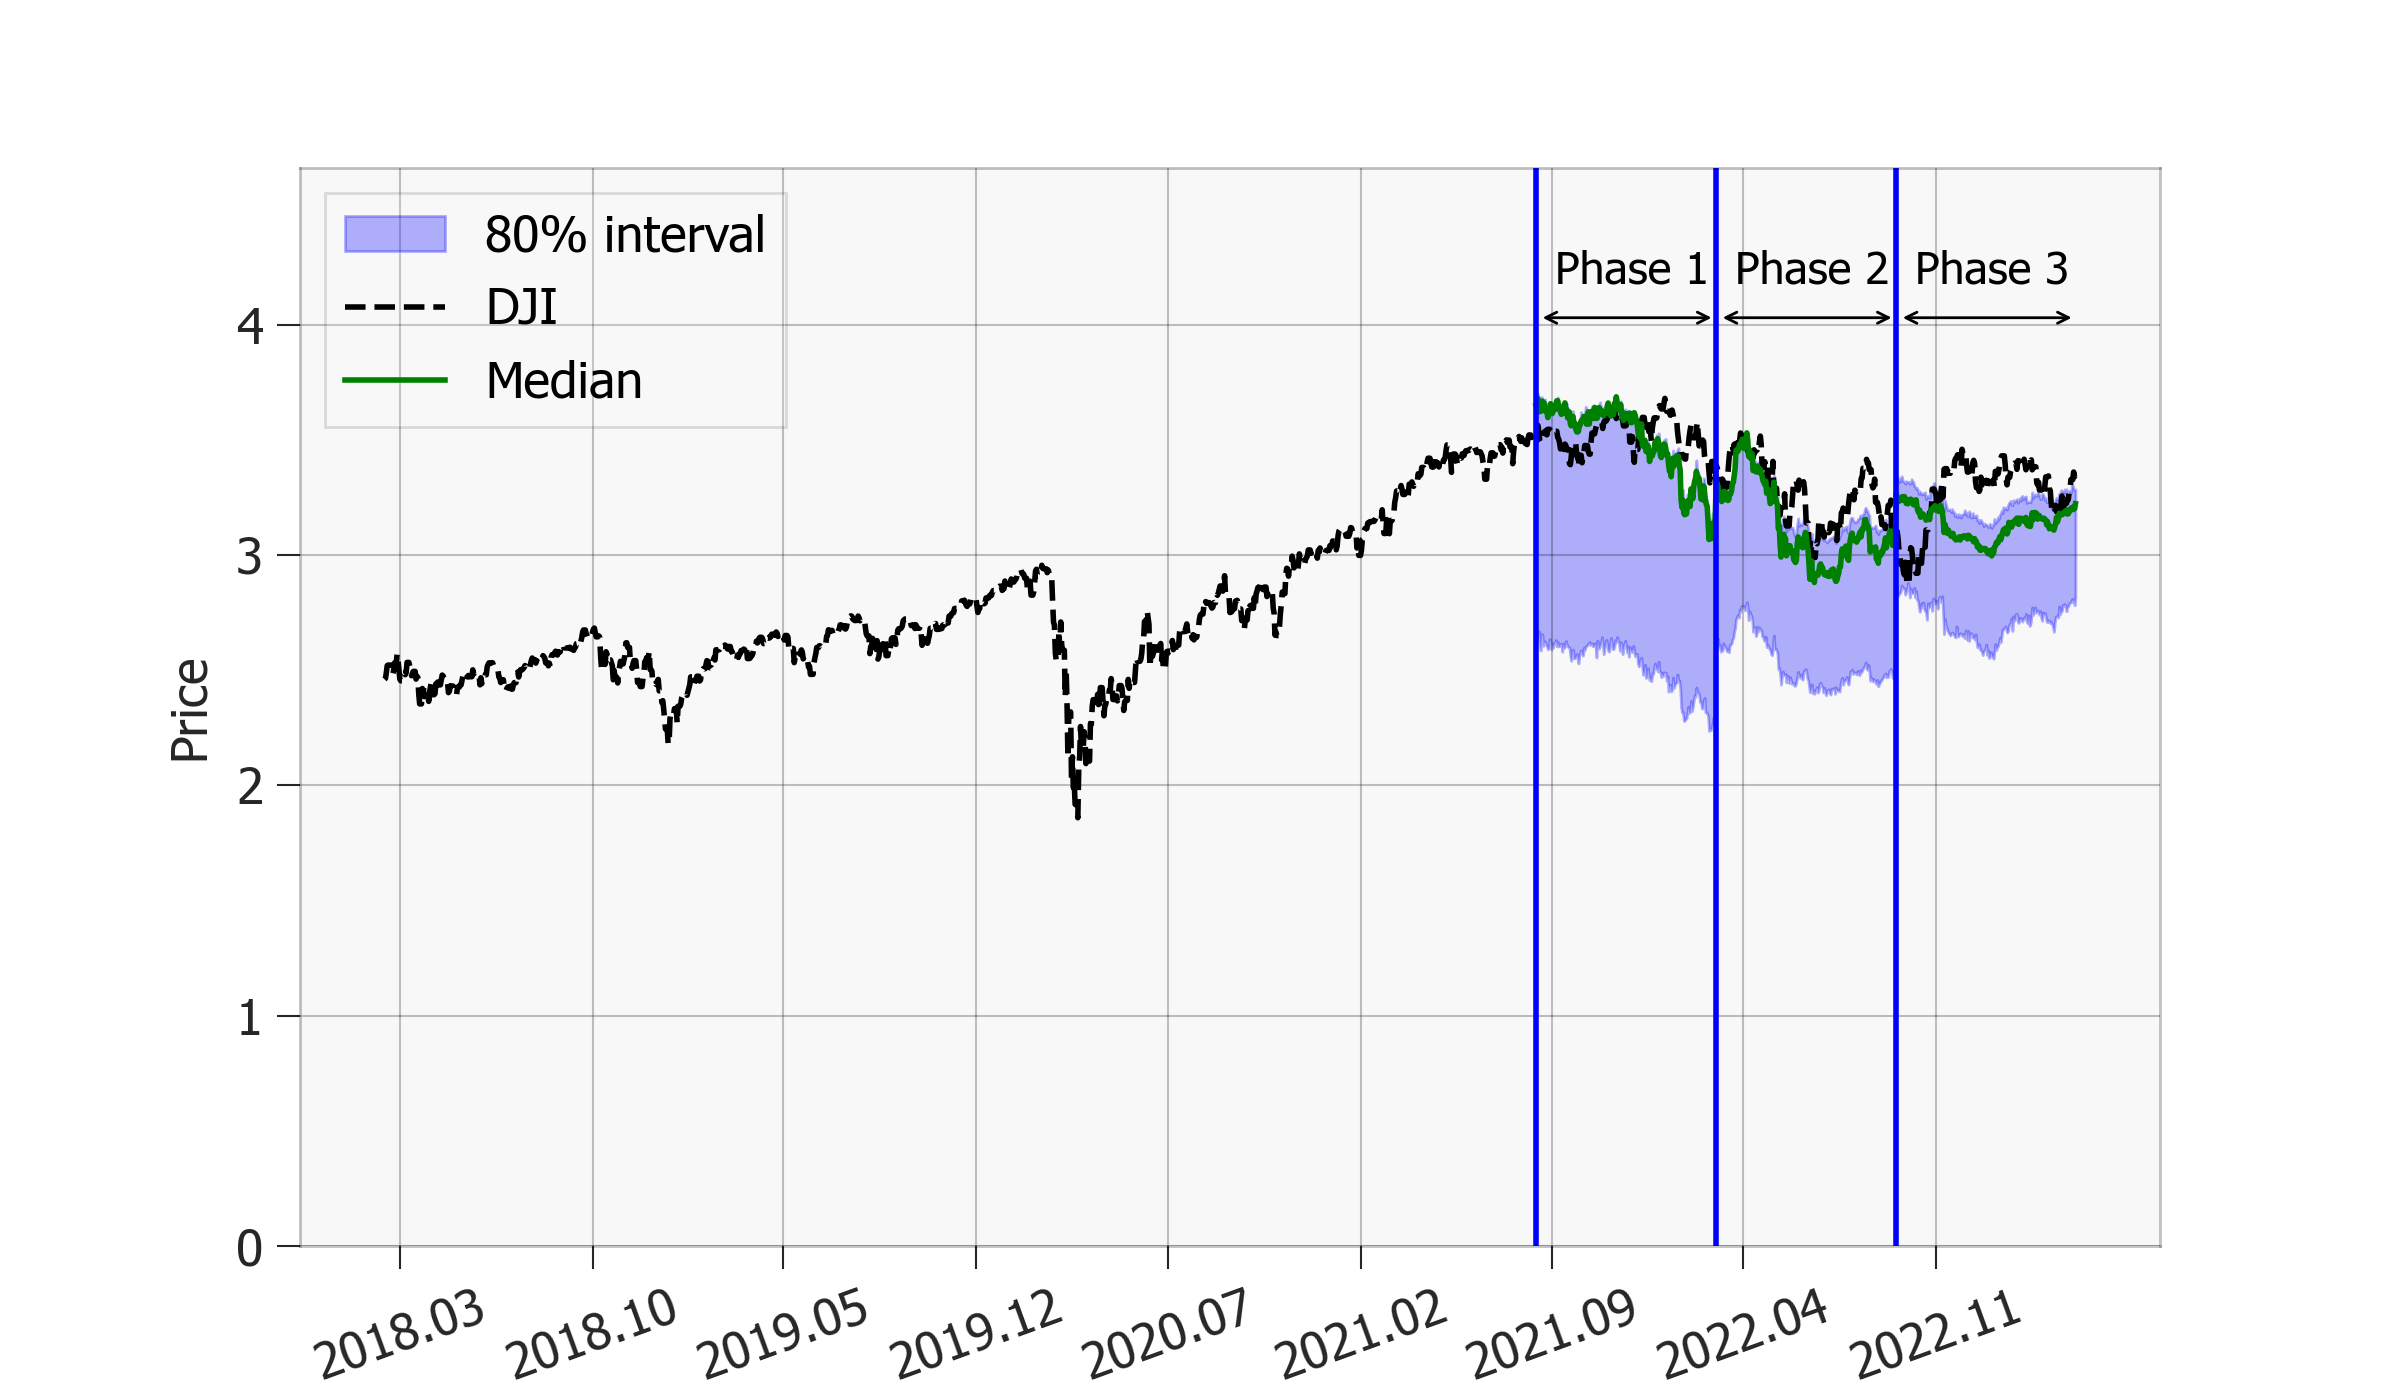 80% interval
DJI
Median
Phase 1
Phase 2
Phase 3
4
3
2
1
0
Price
2018.03
2018.10
2019.05
2019.12
2020.07
2021.02
2021.09
2022.04
2022.11